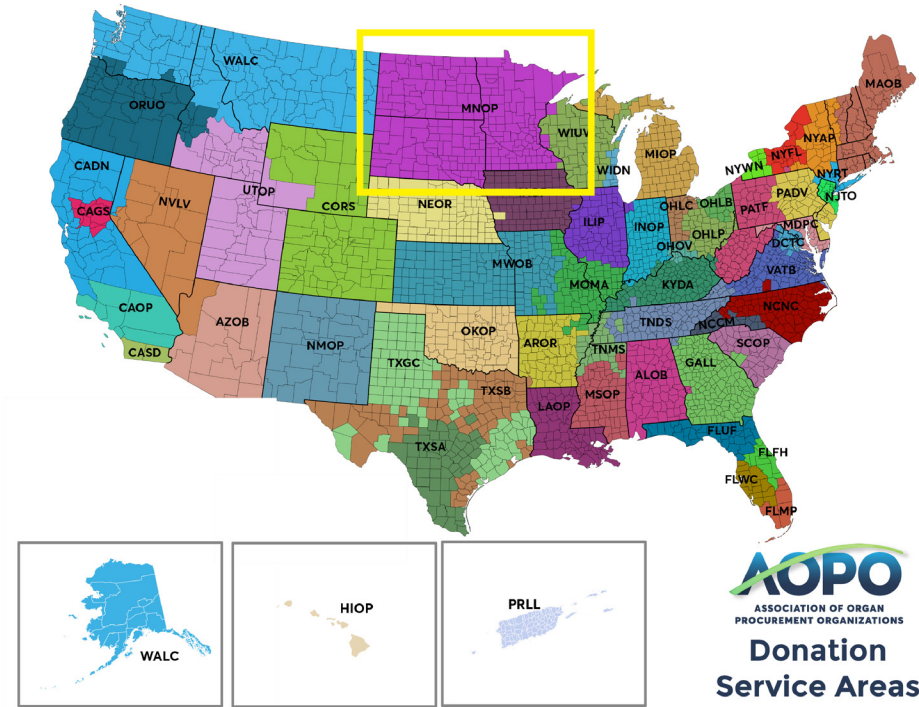 WALC
ORUO
MNOP
MAOB
CADN
WIUV
MIOP
NYAP
NYFL
NYWN
NYRT
WIDN
CAGS
NVLV
UTOP
CORS
NEOR
ILIP
INOP
OHLC
OHLB
PATF
PADV
NJTO
MDPC
OHLP
OHOV
DCTC
MWOB
MOMA
KYDA
VATB
CAOP
AZOB
NMOP
OKOP
AROR
TNDS
NCCM
NCNC
CASD
TXGC
TNMS
SCOP
TXSB
MSOP
ALOB
GALL
LAOP
TXSA
FLUF
FLFH
FLWC
FLMP
WALC
HIOP
PRLL
AOPO
ASSOCIATION OF ORGAN
PROCUREMENT ORGANIZATIONS
Donation
Service Areas